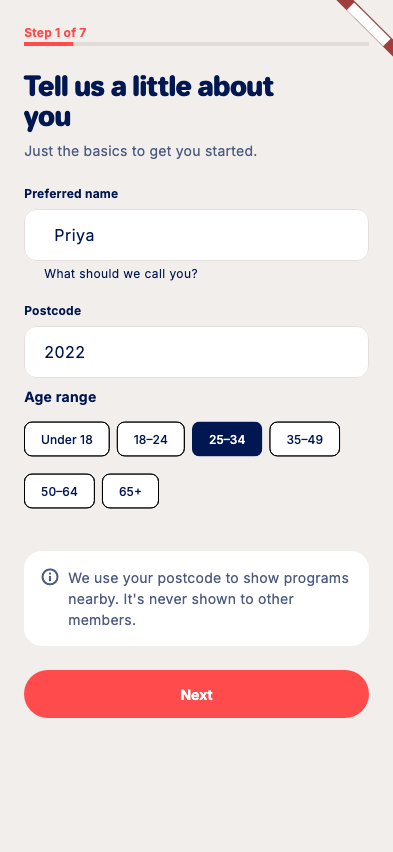 Step 1 of 7
Tell us a little about
you
Just the basics to get you started.
Preferred name
Priya
What should we call you?
Postcode
2022
Age range
Under 18
18–24
25–34
35–49
50–64
65+
We use your postcode to show programs
nearby. It's never shown to other
members.
Next